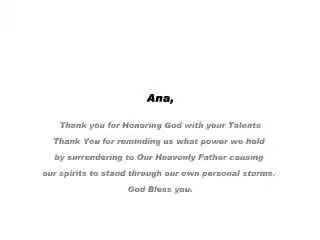 Ana,
Thank you for Honoring God with your Talents
Thank You for reminding us what power we hold
by surrendering to Our Heavenly Father causing
our spirits to stand through our own personal storms.
God Bless you.